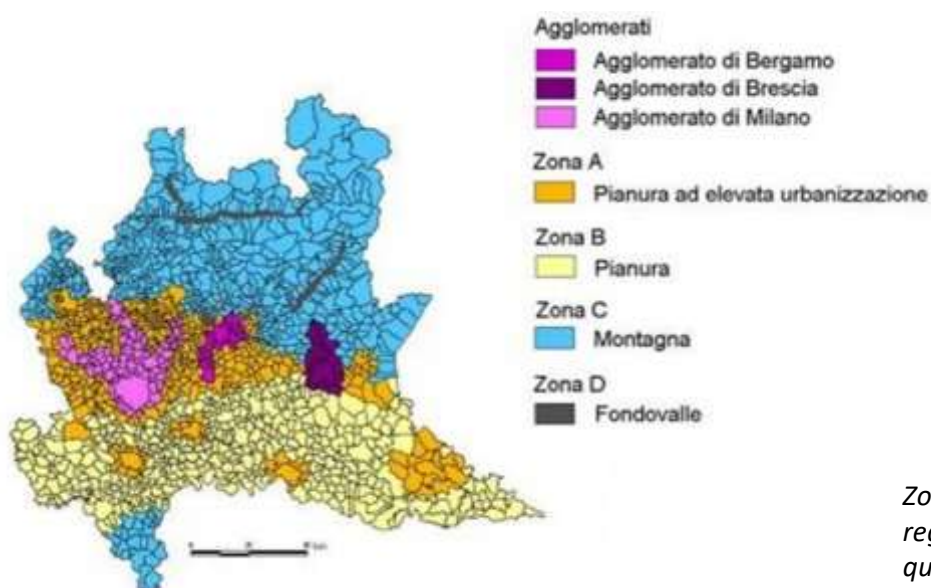 Agglomerati
Agglomerato di Bergamo
Agglomerato di Brescia
Agglomerato di Milano
Zona A
Pianura ad elevata urbanizzazione
Zona B
Pianura
Zona C
Montagna
Zona D
Fondovalle
Zo
reg
qu